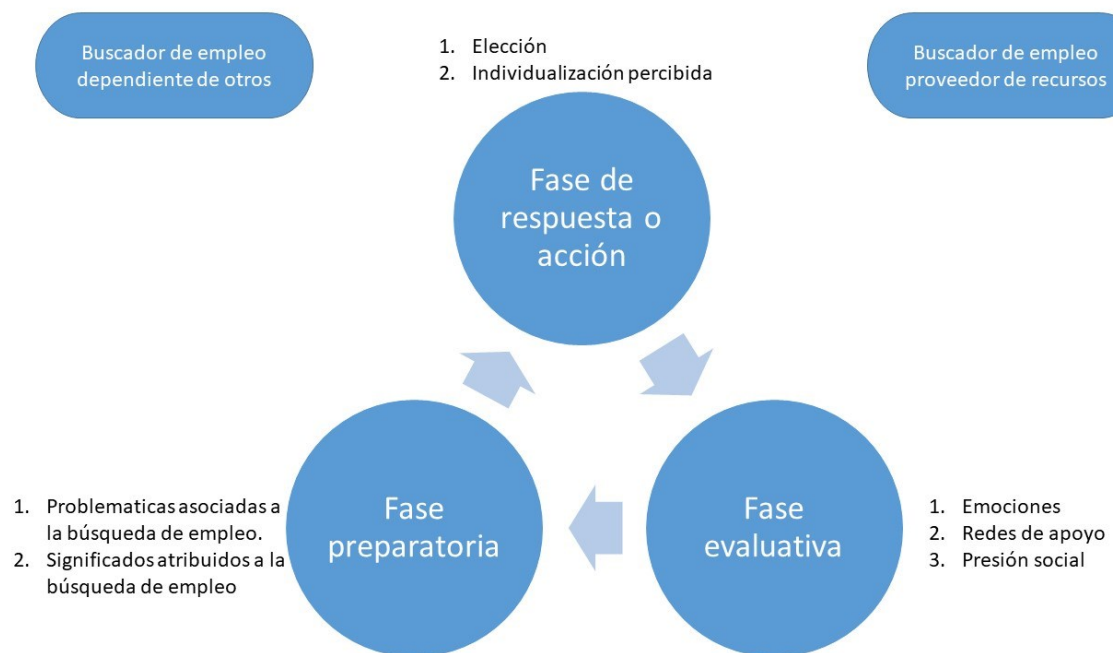 Buscador de empleo
dependiente de otros
1. Elección
2. Individualización percibida
Buscador de empleo
proveedor de recursos
Fase de
respuesta o
acción
1. Problematicas asociadas a
la búsqueda de empleo.
2. Significados atribuidos a la
búsqueda de empleo
Fase
preparatoria
Fase
evaluativa
1. Emociones
2. Redes de apoyo
3. Presión social